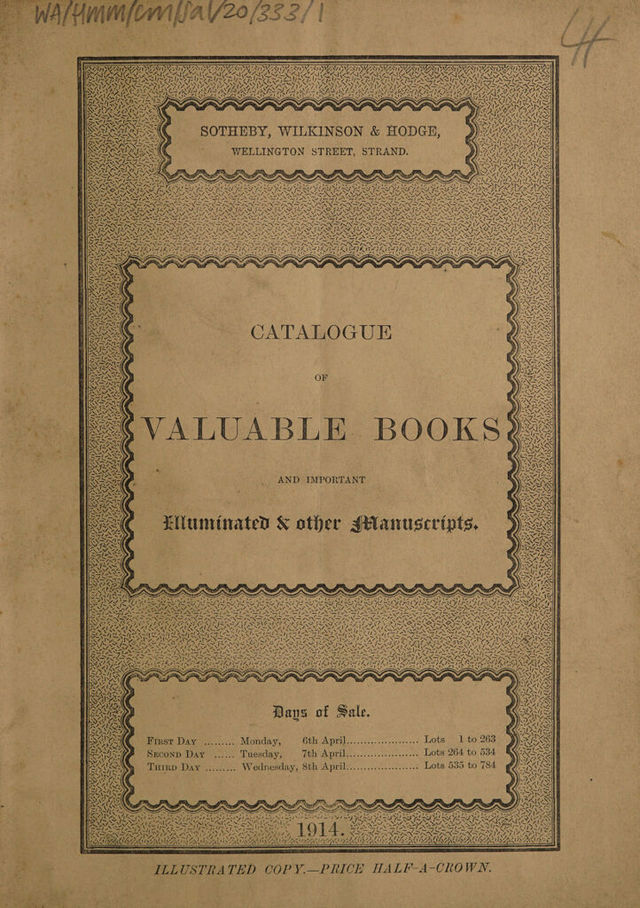 WA/HMM/CM/Sal/20/333/1
SOTHEBY, WILKINSON & HODGE,
WELLINGTON STREET, STRAND.
CATALOGUE
OF
VALUABLE BOOKS
AND IMPORTANT
Illuminated & other Manuscripts.
Days of Sale.
FIRST DAY ......... Monday, 6th April..................... Lots 1 to 263
SECOND DAY ...... Tuesday, 7th April..................... Lots 264 to 534
THIRD DAY ......... Wednesday, 8th April..................... Lots 535 to 784
1914.
ILLUSTRATED COPY.—PRICE HALF-A-CROWN.